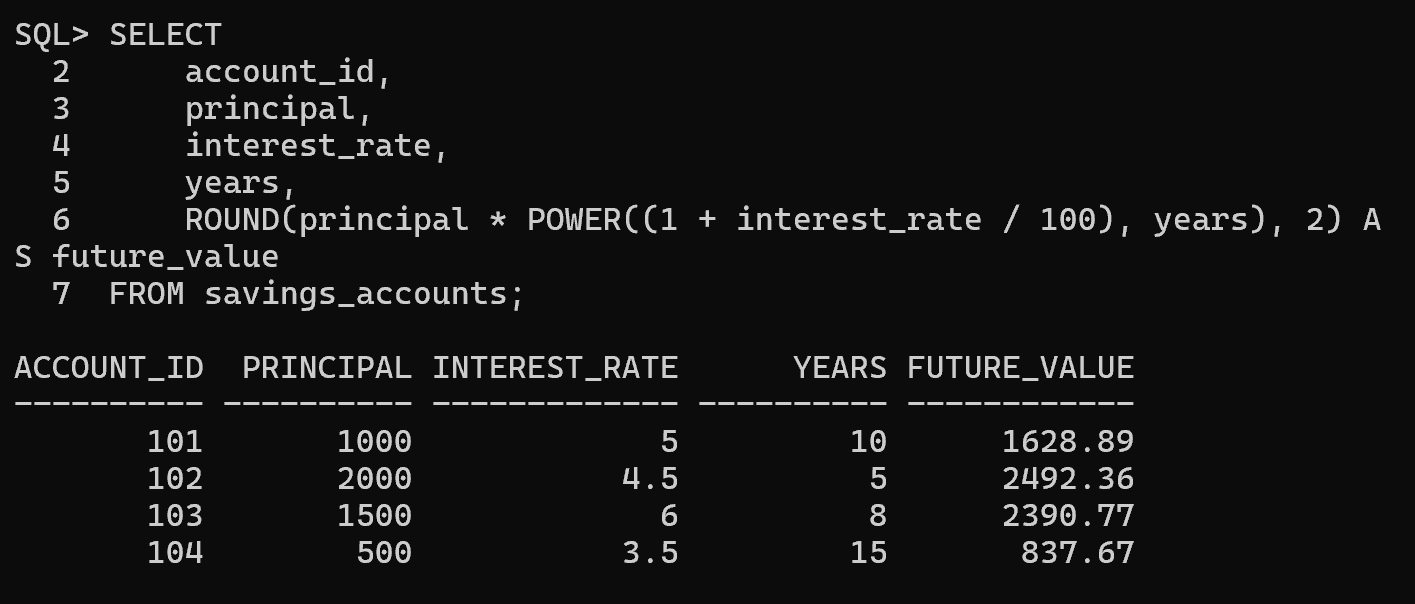 SQL> SELECT
  2      account_id,
  3      principal,
  4      interest_rate,
  5      years,
  6      ROUND(principal * POWER((1 + interest_rate / 100), years), 2) A
S future_value
  7  FROM savings_accounts;

ACCOUNT_ID  PRINCIPAL INTEREST_RATE      YEARS FUTURE_VALUE
---------- ---------- ------------- ---------- ------------
       101       1000             5         10      1628.89
       102       2000           4.5          5      2492.36
       103       1500             6          8      2390.77
       104        500           3.5         15       837.67